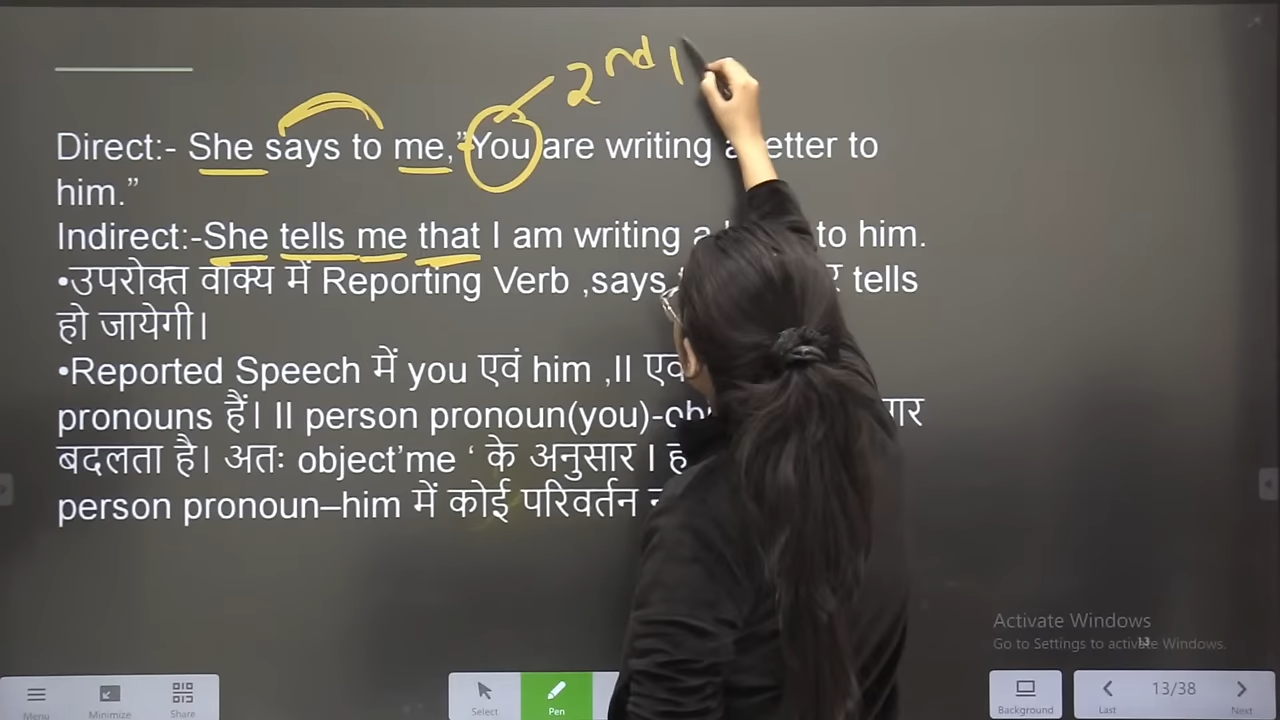 2nd
Direct:- She says to me,”You are writing a letter to
him.”
Indirect:-She tells me that I am writing a to him.
•उपरोक्त वाक्य में Reporting Verb ,says tells
हो जायेगी।
•Reported Speech में you एवं him ,II
pronouns हैं। II person pronoun(you)-
बदलता है। अतः object’me ‘ के अनुसार I
person pronoun–him में कोई परिवर्तन
Activate Windows
Go to Settings to activate Windows.
13
Menu
Minimize
Share
Select
Pen
Background
Last
13/38
Next